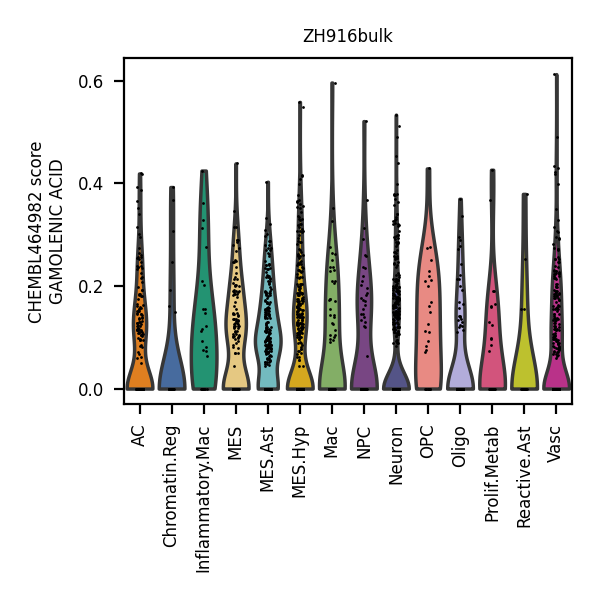 ZH916bulk
CHEMBL464982 score
GAMOLENIC ACID
0.6
0.4
0.2
0.0
AC
Chromatin.Reg
Inflammatory.Mac
MES
MES.Ast
MES.Hyp
Mac
NPC
Neuron
OPC
Oligo
Prolif.Metab
Reactive.Ast
Vasc